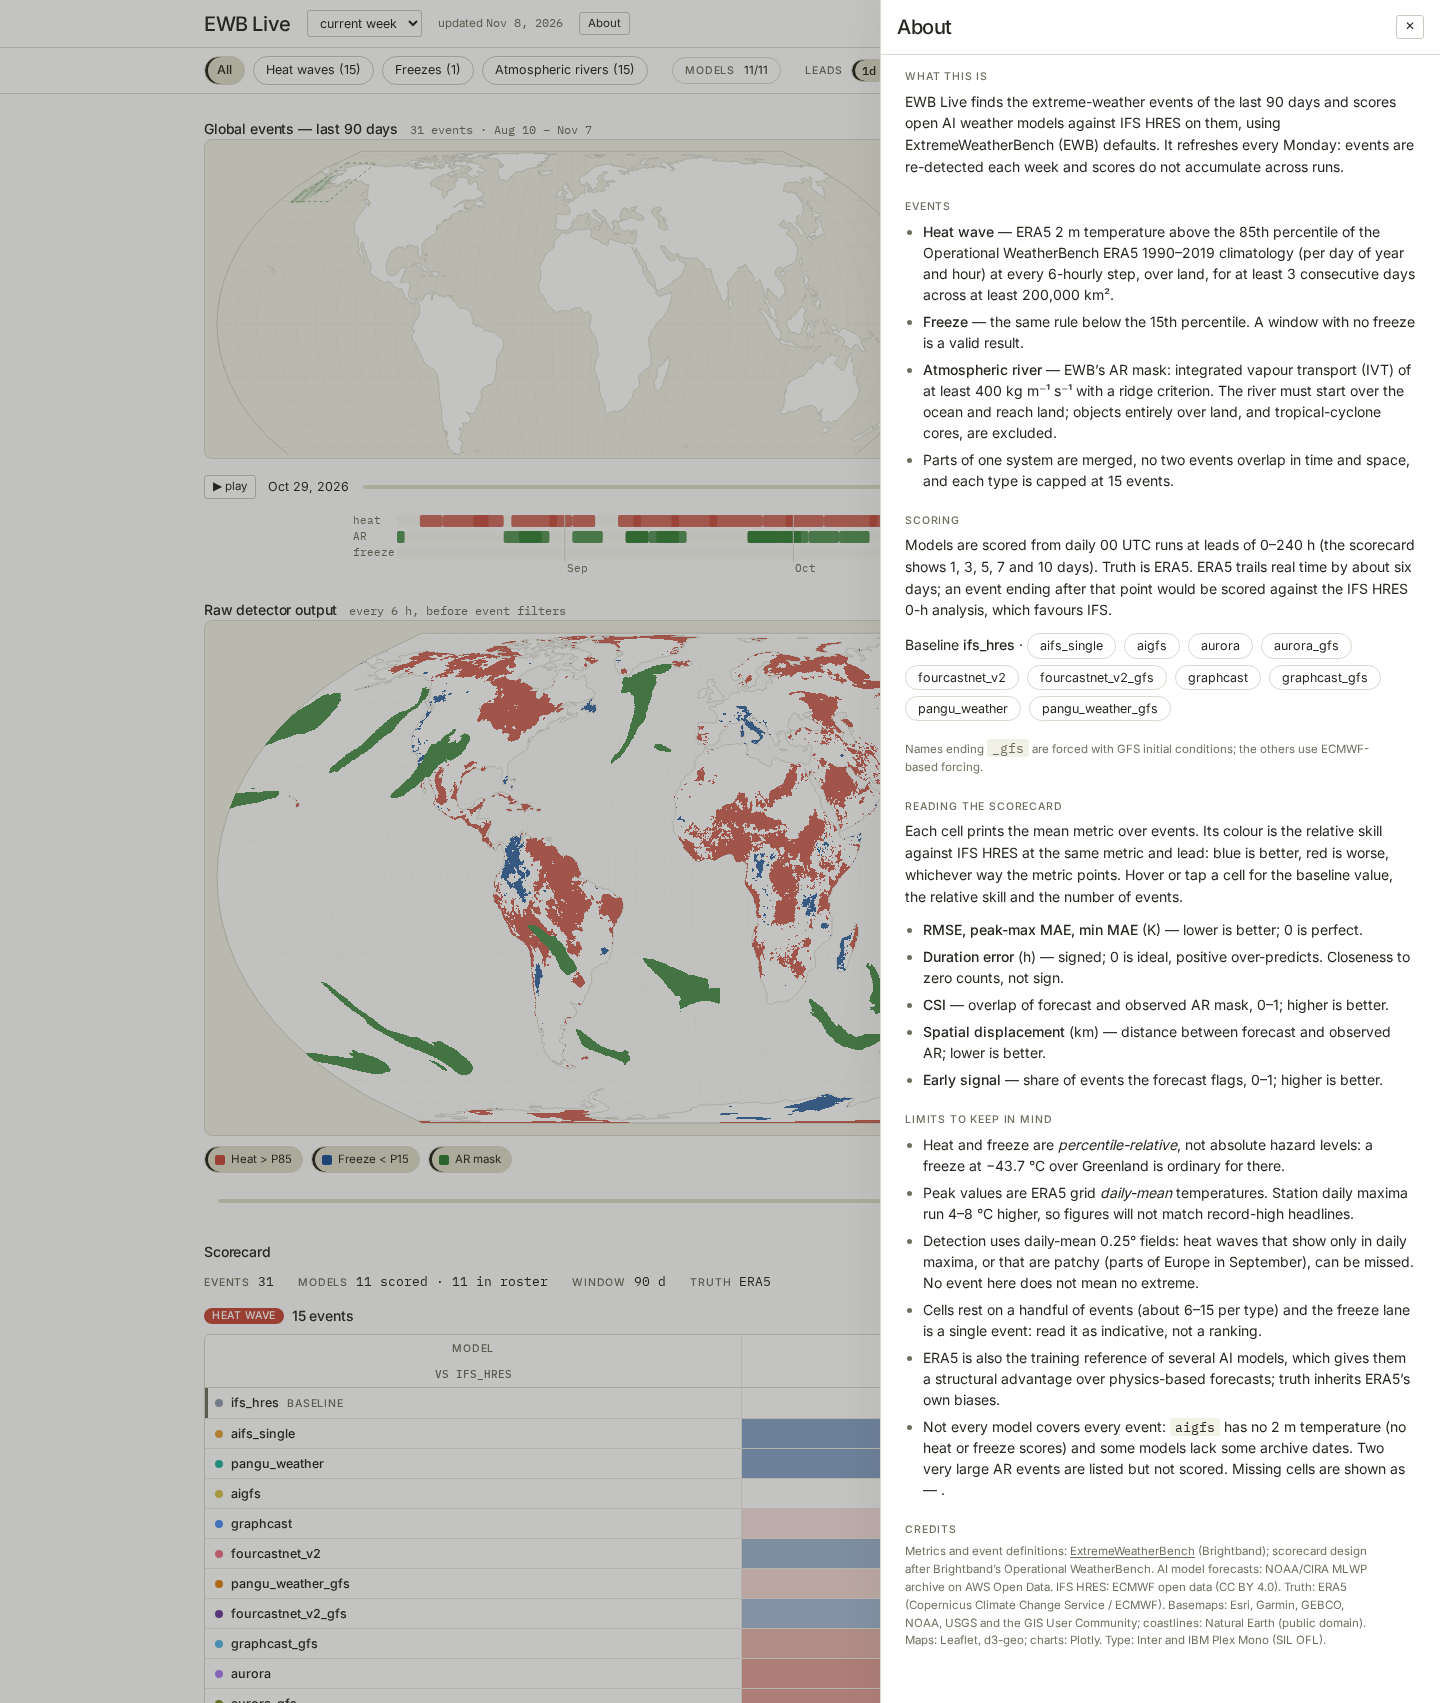 EWB Live
current week
updated Nov 8, 2026
About
All
Heat waves (15)
Freezes (1)
Atmospheric rivers (15)
MODELS 11/11
LEADS 1d
Global events — last 90 days 31 events · Aug 10 – Nov 7
▶ play
Oct 29, 2026
heat
AR
freeze
Sep
Oct
Raw detector output every 6 h, before event filters
Heat > P85
Freeze < P15
AR mask
Scorecard
EVENTS 31 MODELS 11 scored · 11 in roster WINDOW 90 d TRUTH ERA5
HEAT WAVE 15 events
MODEL
VS IFS_HRES
ifs_hres BASELINE
aifs_single
pangu_weather
aigfs
graphcast
fourcastnet_v2
pangu_weather_gfs
fourcastnet_v2_gfs
graphcast_gfs
aurora
aurora_gfs
About
×
WHAT THIS IS
EWB Live finds the extreme-weather events of the last 90 days and scores
open AI weather models against IFS HRES on them, using
ExtremeWeatherBench (EWB) defaults. It refreshes every Monday: events are
re-detected each week and scores do not accumulate across runs.
EVENTS
• Heat wave — ERA5 2 m temperature above the 85th percentile of the
Operational WeatherBench ERA5 1990–2019 climatology (per day of year
and hour) at every 6-hourly step, over land, for at least 3 consecutive days
across at least 200,000 km².
• Freeze — the same rule below the 15th percentile. A window with no freeze
is a valid result.
• Atmospheric river — EWB’s AR mask: integrated vapour transport (IVT) of
at least 400 kg m⁻¹ s⁻¹ with a ridge criterion. The river must start over the
ocean and reach land; objects entirely over land, and tropical-cyclone
cores, are excluded.
• Parts of one system are merged, no two events overlap in time and space,
and each type is capped at 15 events.
SCORING
Models are scored from daily 00 UTC runs at leads of 0–240 h (the scorecard
shows 1, 3, 5, 7 and 10 days). Truth is ERA5. ERA5 trails real time by about six
days; an event ending after that point would be scored against the IFS HRES
0-h analysis, which favours IFS.
Baseline ifs_hres · aifs_single aigfs aurora aurora_gfs
fourcastnet_v2 fourcastnet_v2_gfs graphcast graphcast_gfs
pangu_weather pangu_weather_gfs
Names ending _gfs are forced with GFS initial conditions; the others use ECMWF-
based forcing.
READING THE SCORECARD
Each cell prints the mean metric over events. Its colour is the relative skill
against IFS HRES at the same metric and lead: blue is better, red is worse,
whichever way the metric points. Hover or tap a cell for the baseline value,
the relative skill and the number of events.
• RMSE, peak-max MAE, min MAE (K) — lower is better; 0 is perfect.
• Duration error (h) — signed; 0 is ideal, positive over-predicts. Closeness to
zero counts, not sign.
• CSI — overlap of forecast and observed AR mask, 0–1; higher is better.
• Spatial displacement (km) — distance between forecast and observed
AR; lower is better.
• Early signal — share of events the forecast flags, 0–1; higher is better.
LIMITS TO KEEP IN MIND
• Heat and freeze are percentile-relative, not absolute hazard levels: a
freeze at −43.7 °C over Greenland is ordinary for there.
• Peak values are ERA5 grid daily-mean temperatures. Station daily maxima
run 4–8 °C higher, so figures will not match record-high headlines.
• Detection uses daily-mean 0.25° fields: heat waves that show only in daily
maxima, or that are patchy (parts of Europe in September), can be missed.
No event here does not mean no extreme.
• Cells rest on a handful of events (about 6–15 per type) and the freeze lane
is a single event: read it as indicative, not a ranking.
• ERA5 is also the training reference of several AI models, which gives them
a structural advantage over physics-based forecasts; truth inherits ERA5’s
own biases.
• Not every model covers every event: aigfs has no 2 m temperature (no
heat or freeze scores) and some models lack some archive dates. Two
very large AR events are listed but not scored. Missing cells are shown as
— .
CREDITS
Metrics and event definitions: ExtremeWeatherBench (Brightband); scorecard design
after Brightband’s Operational WeatherBench. AI model forecasts: NOAA/CIRA MLWP
archive on AWS Open Data. IFS HRES: ECMWF open data (CC BY 4.0). Truth: ERA5
(Copernicus Climate Change Service / ECMWF). Basemaps: Esri, Garmin, GEBCO,
NOAA, USGS and the GIS User Community; coastlines: Natural Earth (public domain).
Maps: Leaflet, d3-geo; charts: Plotly. Type: Inter and IBM Plex Mono (SIL OFL).